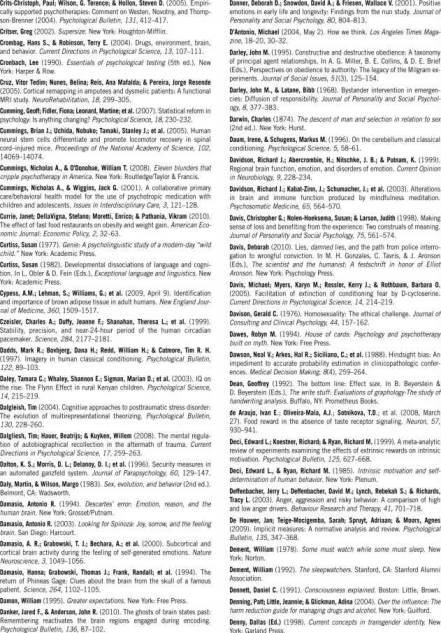 Crits-Christoph, Paul; Wilson, G. Terence; & Hollon, Steven D. (2005). Empiri-
cally supported psychotherapies: Comment on Westen, Novotny, and Thomp-
son-Brenner (2004). Psychological Bulletin, 131, 412–417.
Critser, Greg (2002). Supersize. New York: Houghton-Mifflin.
Crombag, Hans S., & Robinson, Terry E. (2004). Drugs, environment, brain,
and behavior. Current Directions in Psychological Science, 13, 107–111.
Cronbach, Lee (1990). Essentials of psychological testing (5th ed.). New
York: Harper & Row.
Cruz, Vitor Tedim; Nunes, Belina; Reis, Ana Mafalda; & Pereira, Jorge Resende
(2005). Cortical remapping in amputees and dysmelic patients: A functional
MRI study. NeuroRehabilitation, 18, 299–305.
Cumming, Geoff; Fidler, Fiona; Leonard, Martine; et al. (2007). Statistical reform in
psychology: Is anything changing? Psychological Science, 18, 230–232.
Cummings, Brian J.; Uchida, Nobuko; Tamaki, Stanley J.; et al. (2005). Human
neural stem cells differentiate and promote locomotor recovery in spinal
cord-injured mice. Proceedings of the National Academy of Science, 102,
14069–14074.
Cummings, Nicholas A., & O'Donohue, William T. (2008). Eleven blunders that
cripple psychotherapy in America. New York: Routledge/Taylor & Francis.
Cummings, Nicholas A., & Wiggins, Jack G. (2001). A collaborative primary
care/behavioral health model for the use of psychotropic medication with
children and adolescents. Issues in Interdisciplinary Care, 3, 121–128.
Currie, Janet; DellaVigna, Stefano; Moretti, Enrico; & Pathania, Vikram (2010).
The effect of fast food restaurants on obesity and weight gain. American Eco-
nomic Journal: Economic Policy, 2, 32–63.
Curtiss, Susan (1977). Genie: A psycholinguistic study of a modern-day "wild
child." New York: Academic Press.
Curtiss, Susan (1982). Developmental dissociations of language and cogni-
tion. In L. Obler & D. Fein (Eds.), Exceptional language and linguistics. New
York: Academic Press.
Cypess, A.M.; Lehman, S.; Williams, G.; et al. (2009, April 9). Identification
and importance of brown adipose tissue in adult humans. New England Jour-
nal of Medicine, 360, 1509–1517.
Czeisler, Charles A.; Duffy, Jeanne F.; Shanahan, Theresa L.; et al. (1999).
Stability, precision, and near-24-hour period of the human circadian
pacemaker. Science, 284, 2177–2181.
Dadds, Mark R.; Bovbjerg, Dana H.; Redd, William H.; & Cutmore, Tim R. H.
(1997). Imagery in human classical conditioning. Psychological Bulletin,
122, 89–103.
Daley, Tamara C.; Whaley, Shannon E.; Sigman, Marian D.; et al. (2003). IQ on
the rise: The Flynn Effect in rural Kenyan children. Psychological Science,
14, 215–219.
Dalgleish, Tim (2004). Cognitive approaches to posttraumatic stress disorder:
The evolution of multirepresentational theorizing. Psychological Bulletin,
130, 228–260.
Dalgliesh, Tim; Hauer, Beatrijs; & Kuyken, Willem (2008). The mental regula-
tion of autobiographical recollection in the aftermath of trauma. Current
Directions in Psychological Science, 17, 259–263.
Dalton, K. S.; Morris, D. L.; Delanoy, D. I.; et al. (1996). Security measures in
an automated ganzfeld system. Journal of Parapsychology, 60, 129–147.
Daly, Martin, & Wilson, Margo (1983). Sex, evolution, and behavior (2nd ed.).
Belmont, CA: Wadsworth.
Damasio, Antonio R. (1994). Descartes' error: Emotion, reason, and the
human brain. New York: Grosset/Putnam.
Damasio, Antonio R. (2003). Looking for Spinoza: Joy, sorrow, and the feeling
brain. San Diego: Harcourt.
Damasio, A. R.; Grabowski, T. J.; Bechara, A.; et al. (2000). Subcortical and
cortical brain activity during the feeling of self-generated emotions. Nature
Neuroscience, 3, 1049–1056.
Damasio, Hanna; Grabowski, Thomas J.; Frank, Randall; et al. (1994). The
return of Phineas Gage: Clues about the brain from the skull of a famous
patient. Science, 264, 1102–1105.
Damon, William (1995). Greater expectations. New York: Free Press.
Danker, Jared F., & Anderson, John R. (2010). The ghosts of brain states past:
Remembering reactivates the brain regions engaged during encoding.
Psychological Bulletin, 136, 87–102.
Danner, Deborah D.; Snowdon, David A.; & Friesen, Wallace V. (2001). Positive
emotions in early life and longevity: Findings from the nun study. Journal of
Personality and Social Psychology, 80, 804–813.
D'Antonio, Michael (2004, May 2). How we think. Los Angeles Times Maga-
zine, 18–20, 30–32.
Darley, John M. (1995). Constructive and destructive obedience: A taxonomy
of principal agent relationships. In A. G. Miller, B. E. Collins, & D. E. Brief
(Eds.), Perspectives on obedience to authority: The legacy of the Milgram ex-
periments. Journal of Social Issues, 51(3), 125–154.
Darley, John M., & Latane, Bibb (1968). Bystander intervention in emergen-
cies: Diffusion of responsibility. Journal of Personality and Social Psychol-
ogy, 8, 377–383.
Darwin, Charles (1874). The descent of man and selection in relation to sex
(2nd ed.). New York: Hurst.
Daum, Irene, & Schugens, Markus M. (1996). On the cerebellum and classical
conditioning. Psychological Science, 5, 58–61.
Davidson, Richard J.; Abercrombie, H.; Nitschke, J. B.; & Putnam, K. (1999).
Regional brain function, emotion, and disorders of emotion. Current Opinion
in Neurobiology, 9, 228–234.
Davidson, Richard J.; Kabat-Zinn, J.; Schumacher, J.; et al. (2003). Alterations
in brain and immune function produced by mindfulness meditation.
Psychosomatic Medicine, 65, 564–570.
Davis, Christopher G.; Nolen-Hoeksema, Susan; & Larson, Judith (1998). Making
sense of loss and benefiting from the experience: Two construals of meaning.
Journal of Personality and Social Psychology, 75, 561–574.
Davis, Deborah (2010). Lies, damned lies, and the path from police interro-
gation to wrongful conviction. In M. H. Gonzales, C. Tavris, & J. Aronson
(Eds.), The scientist and the humanist: A festschrift in honor of Elliot
Aronson. New York: Psychology Press.
Davis, Michael; Myers, Karyn M.; Ressler, Kerry J.; & Rothbaum, Barbara O.
(2005). Facilitation of extinction of conditioned fear by D-cycloserine.
Current Directions in Psychological Science, 14, 214–219.
Davison, Gerald C. (1976). Homosexuality: The ethical challenge. Journal of
Consulting and Clinical Psychology, 44, 157–162.
Dawes, Robyn M. (1994). House of cards: Psychology and psychotherapy
built on myth. New York: Free Press.
Dawson, Neal V.; Arkes, Hal R.; Siciliano, C.; et al. (1988). Hindsight bias: An
impediment to accurate probability estimation in clinicopathologic confer-
ences. Medical Decision Making, 8(4), 259–264.
Dean, Geoffrey (1992). The bottom line: Effect size. In B. Beyerstein &
D. Beyerstein (Eds.), The write stuff: Evaluations of graphology–The study of
handwriting analysis. Buffalo, NY: Prometheus Books.
de Araujo, Ivan E.; Oliveira-Maia, A.J.; Sotnikova, T.D.; et al. (2008, March
27). Food reward in the absence of taste receptor signaling. Neuron, 57,
930–941.
Deci, Edward L.; Koestner, Richard; & Ryan, Richard M. (1999). A meta-analytic
review of experiments examining the effects of extrinsic rewards on intrinsic
motivation. Psychological Bulletin, 125, 627–668.
Deci, Edward L., & Ryan, Richard M. (1985). Intrinsic motivation and self-
determination of human behavior. New York: Plenum.
Deffenbacher, Jerry L.; Deffenbacher, David M.; Lynch, Rebekah S.; & Richards,
Tracy L. (2003). Anger, aggression and risky behavior: A comparison of high
and low anger drivers. Behaviour Research and Therapy, 41, 701–718.
De Houwer, Jan; Teige-Mocigemba, Sarah; Spruyt, Adriaan; & Moors, Agnes
(2009). Implicit measures: A normative analysis and review. Psychological
Bulletin, 135, 347–368.
Dement, William (1978). Some must watch while some must sleep. New
York: Norton.
Dement, William (1992). The sleepwatchers. Stanford, CA: Stanford Alumni
Association.
Dennett, Daniel C. (1991). Consciousness explained. Boston: Little, Brown.
Denning, Patt; Little, Jeannie; & Glickman, Adina (2004). Over the influence: The
harm reduction guide for managing drugs and alcohol. New York: Guilford.
Denny, Dallas (Ed.) (1998). Current concepts in transgender identity. New
York: Garland Press.